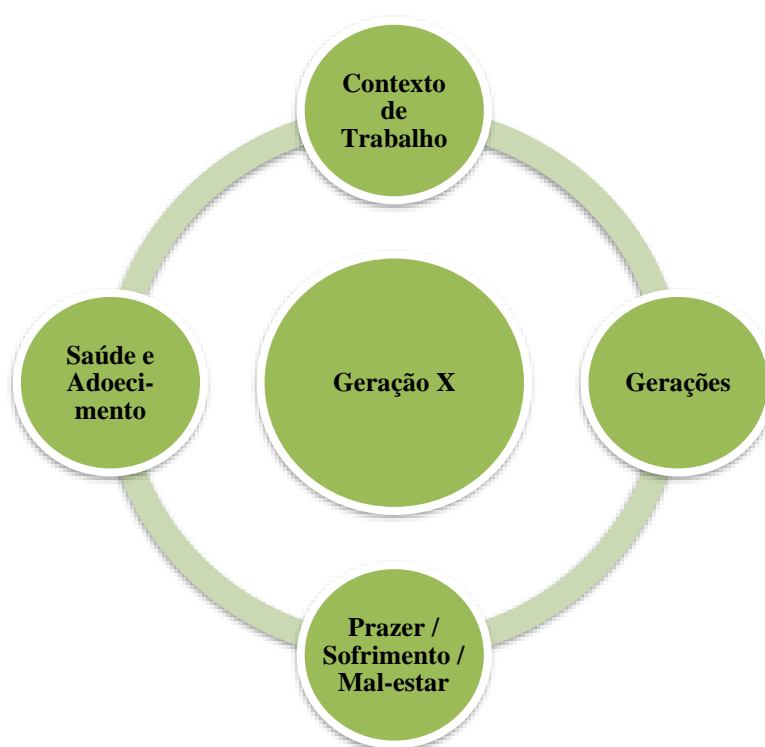 Contexto
de
Trabalho
Saúde e
Adoeci-
mento
Geração X
Gerações
Prazer /
Sofrimento /
Mal-estar